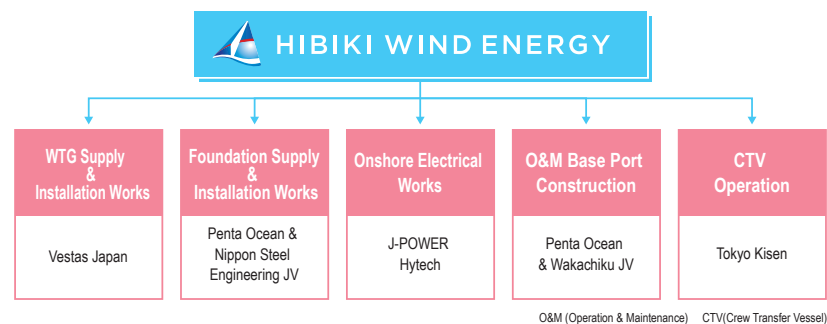 HIBIKI WIND ENERGY
WTG Supply
&
Installation Works
Vestas Japan
Foundation Supply
&
Installation Works
Penta Ocean &
Nippon Steel
Engineering JV
Onshore Electrical
Works
J-POWER
Hytech
O&M Base Port
Construction
Penta Ocean
& Wakachiku JV
CTV
Operation
Tokyo Kisen
O&M (Operation & Maintenance) CTV(Crew Transfer Vessel)